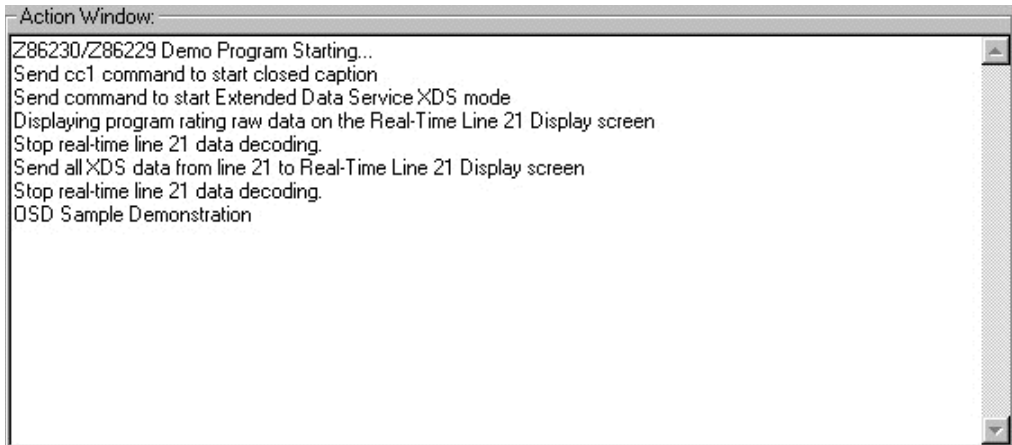 Action Window:
Z86230/Z86229 Demo Program Starting...
Send cc1 command to start closed caption
Send command to start Extended Data Service XDS mode
Displaying program rating raw data on the Real-Time Line 21 Display screen
Stop real-time line 21 data decoding.
Send all XDS data from line 21 to Real-Time Line 21 Display screen
Stop real-time line 21 data decoding.
OSD Sample Demonstration